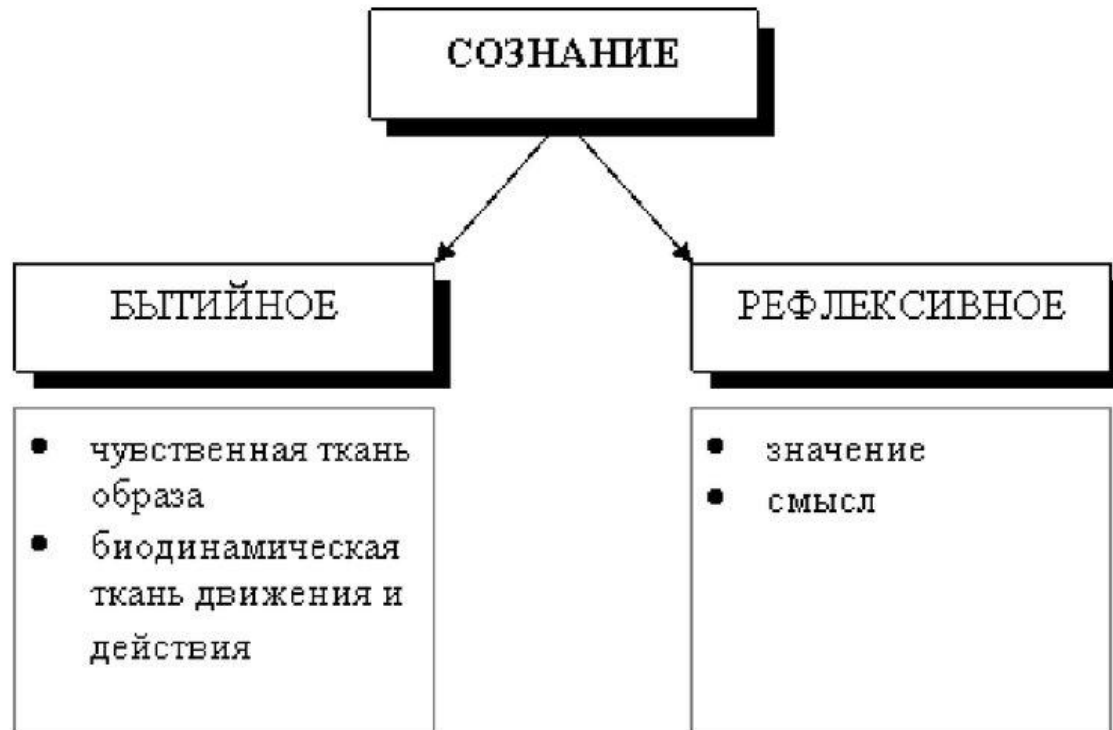 СОЗНАНИЕ
БЫТИЙНОЕ
РЕФЛЕКСИВНОЕ
• чувственная ткань
образа
• биодинамическая
ткань движения и
действия
• значение
• смысл